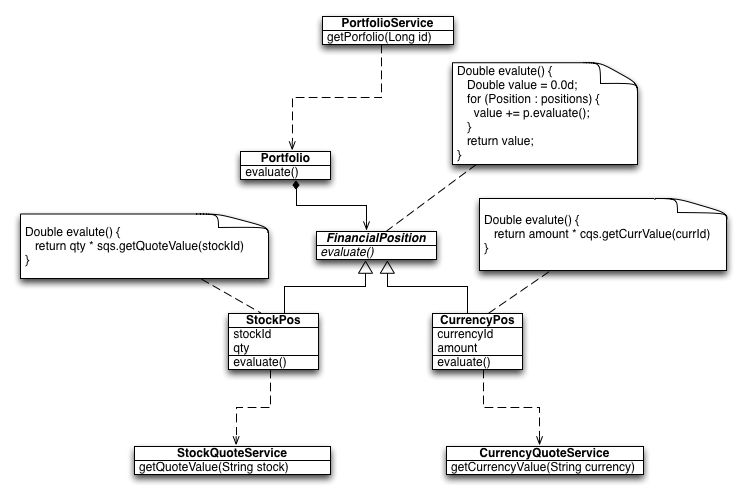 PortfolioService
getPorfolio(Long id)
Double evalute() {
Double value = 0.0d;
for (Position : positions) {
value += p.evaluate();
}
return value;
}
Portfolio
evaluate()
Double evalute() {
return qty * sqs.getQuoteValue(stockId)
}
FinancialPosition
evaluate()
Double evalute() {
return amount * cqs.getCurrValue(currId)
}
StockPos
stockId
qty
evaluate()
CurrencyPos
currencyId
amount
evaluate()
StockQuoteService
getQuoteValue(String stock)
CurrencyQuoteService
getCurrencyValue(String currency)